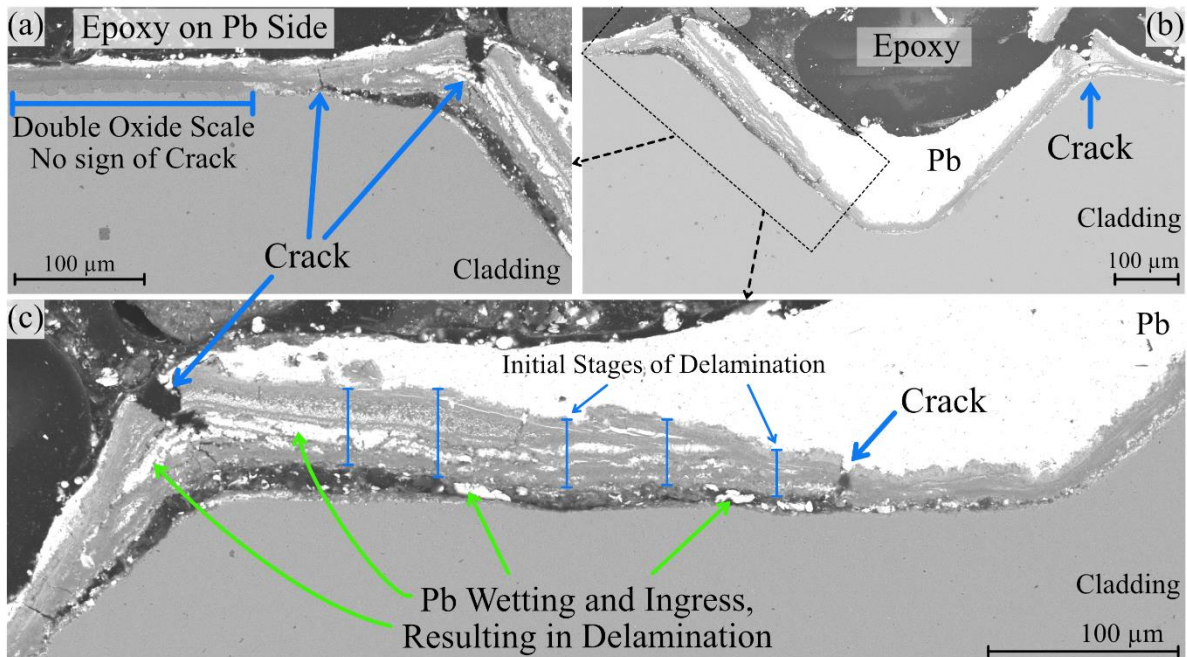 (a)
Epoxy on Pb Side
Double Oxide Scale
No sign of Crack
Crack
100 µm
Cladding
(b)
Epoxy
Pb
Crack
Cladding
100 µm
(c)
Pb
Initial Stages of Delamination
Crack
Pb Wetting and Ingress,
Resulting in Delamination
Cladding
100 µm